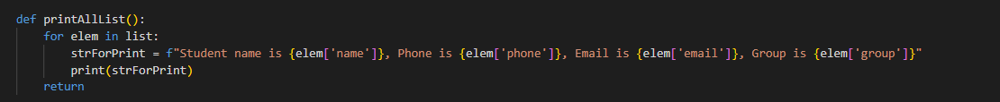 def printAllList():
    for elem in list:
        strForPrint = f"Student name is {elem['name']}, Phone is {elem['phone']}, Email is {elem['email']}, Group is {elem['group']}"
        print(strForPrint)
    return